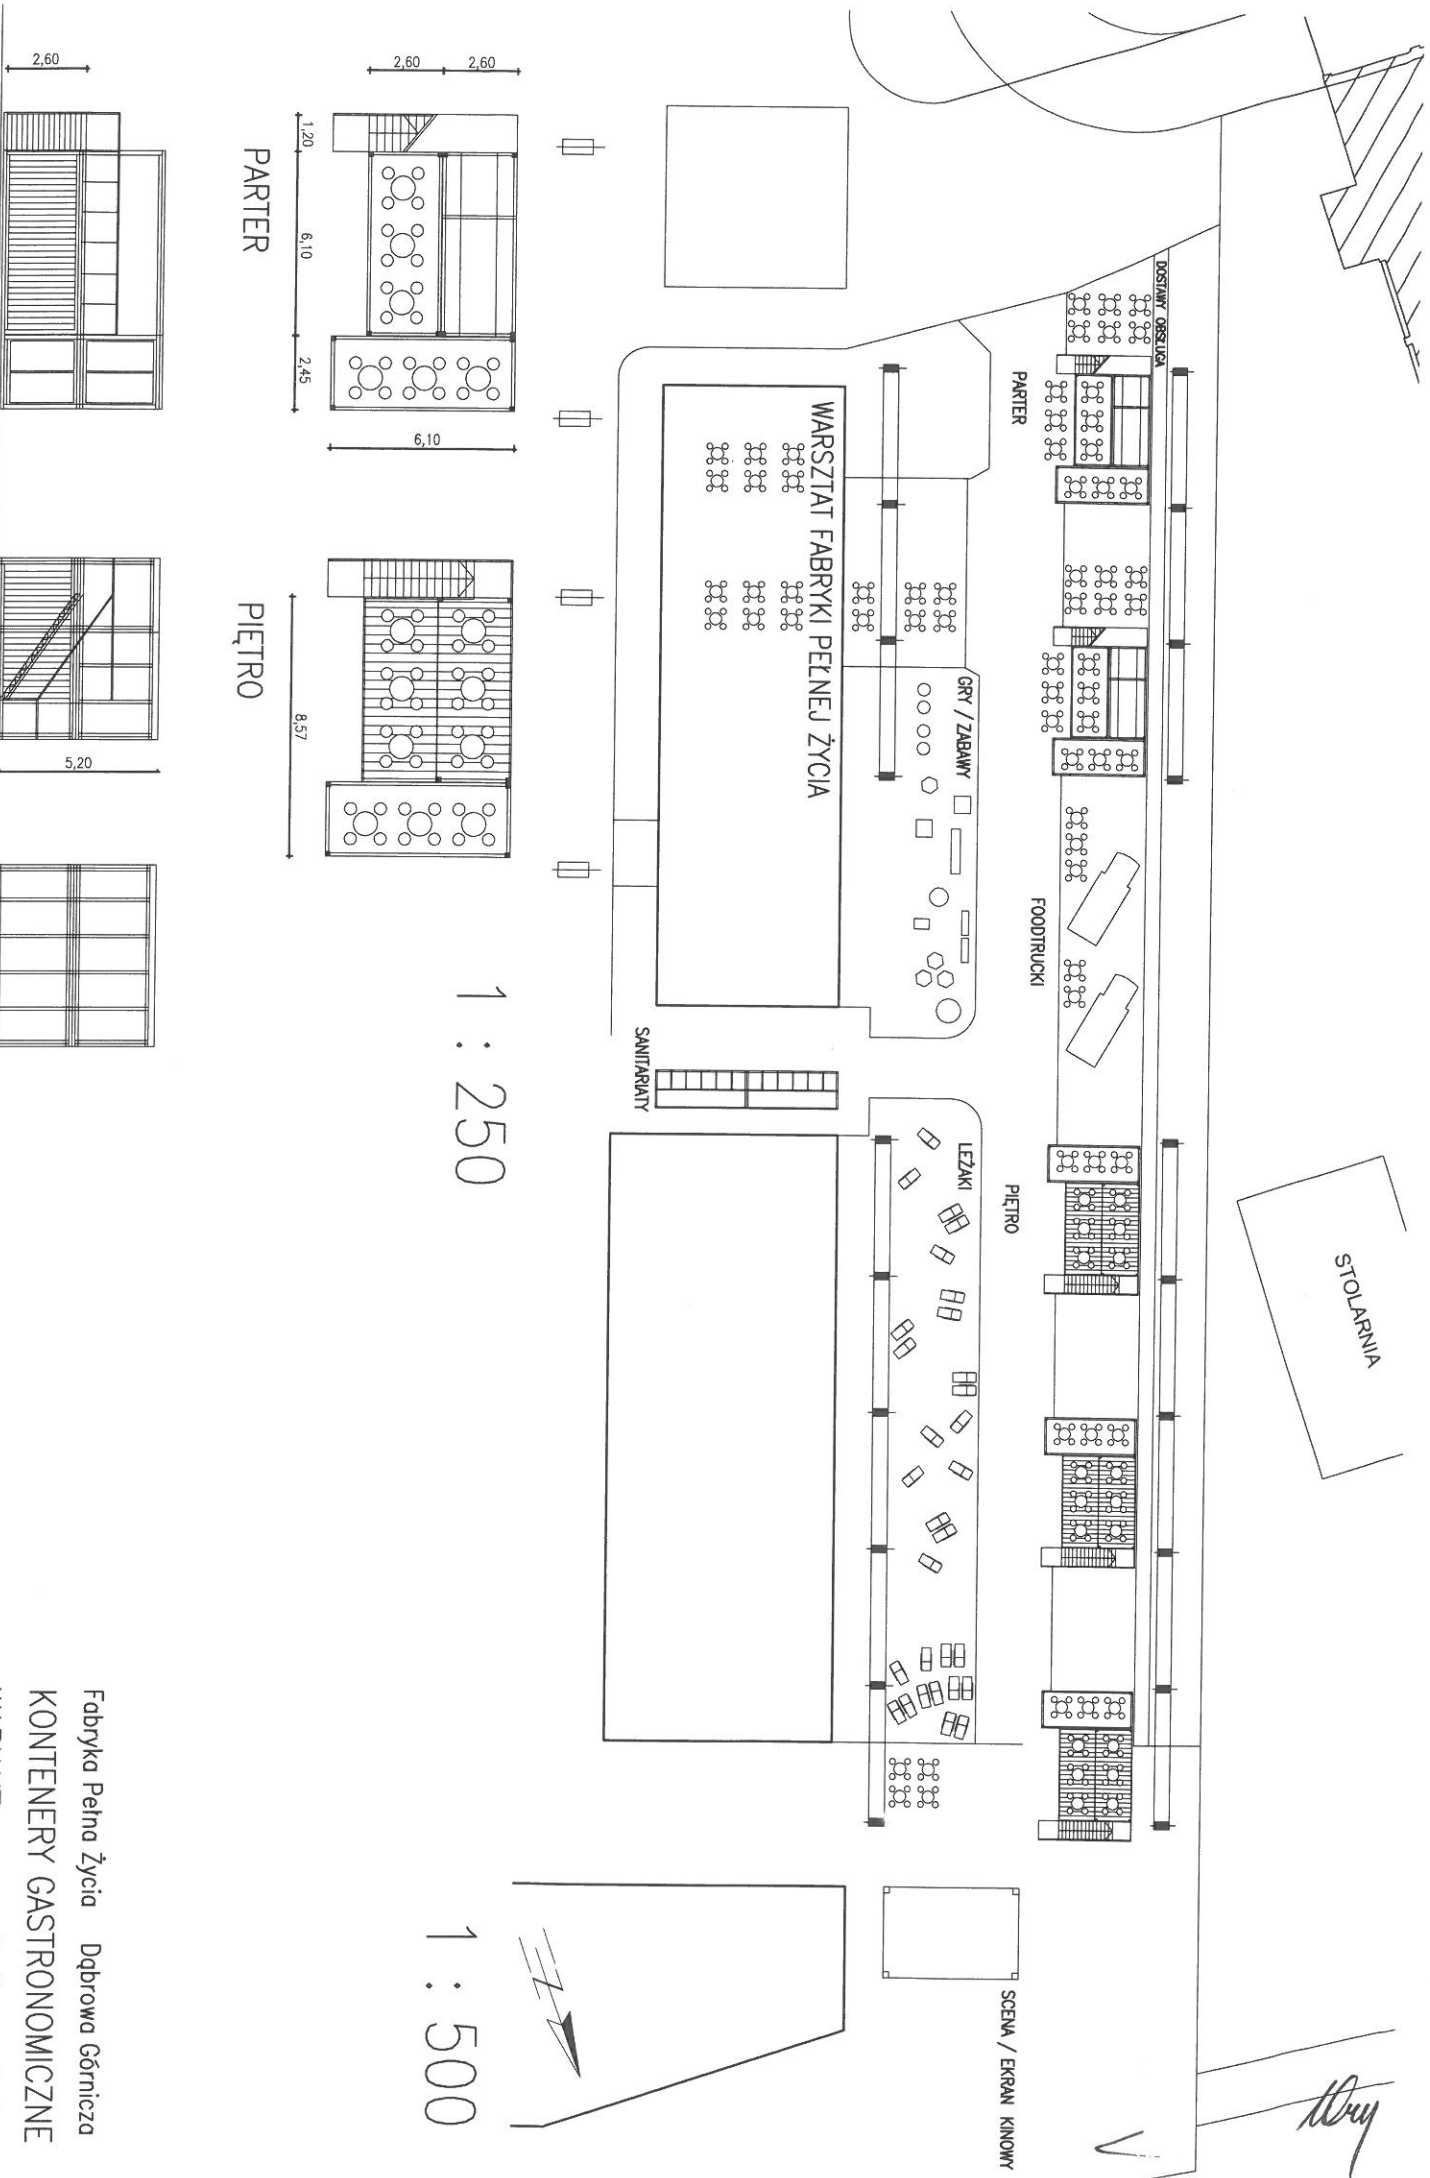 STOLARNIA
DOSTAWY OBSŁUGA
PARTER
FOODTRUCKI
PIĘTRO
SCENA / EKRAN KINOWY
GRY / ZABAWY
LEŻAKI
WARSZTAT FABRYKI PEŁNEJ ŻYCIA
SANITARIATY
1 : 500
1 : 250
2,60
2,60
1,20
6,10
2,45
6,10
PARTER
8,57
PIĘTRO
2,60
5,20
Fabryka Pełna Życia Dąbrowa Górnicza
KONTENERY GASTRONOMICZNE